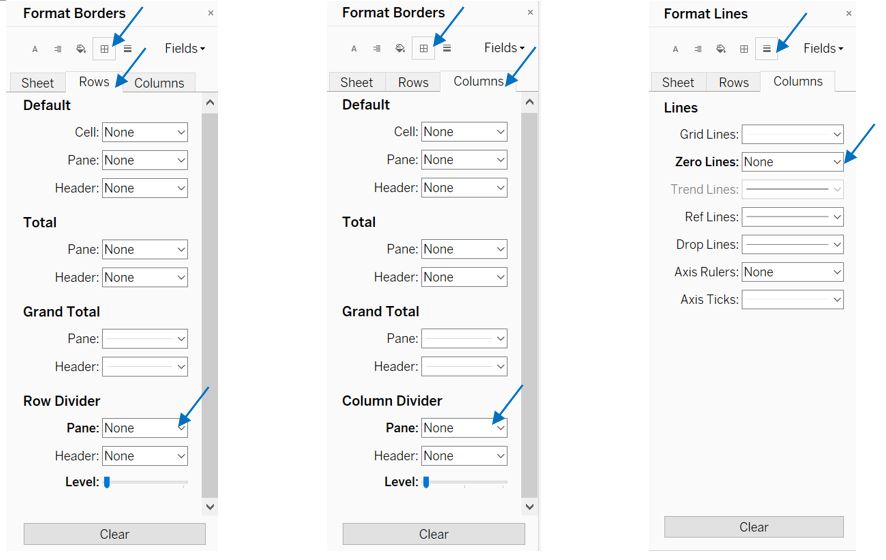 Format Borders ×
A Fields
Sheet Rows Columns
Default
Cell: None
Pane: None
Header: None
Total
Pane: None
Header: None
Grand Total
Pane:
Header:
Row Divider
Pane: None
Header: None
Level:
Clear
Format Borders ×
A Fields
Sheet Rows Columns
Default
Cell: None
Pane: None
Header: None
Total
Pane: None
Header: None
Grand Total
Pane:
Header:
Column Divider
Pane: None
Header: None
Level:
Clear
Format Lines ×
A Fields
Sheet Rows Columns
Lines
Grid Lines:
Zero Lines: None
Trend Lines:
Ref Lines:
Drop Lines:
Axis Rulers: None
Axis Ticks:
Clear